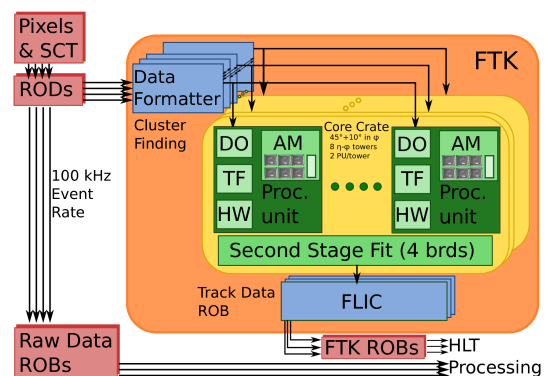 Pixels
& SCT
RODs
100 kHz
Event
Rate
Raw Data
ROBs
FTK
Data
Formatter
Cluster
Finding
Core Crate
45°+10° in φ
8 η-φ towers
2 PU/tower
DO
TF
HW
AM
Proc.
unit
DO
TF
HW
AM
Proc.
unit
Second Stage Fit (4 brds)
Track Data
ROB
FLIC
FTK ROBs
HLT
Processing